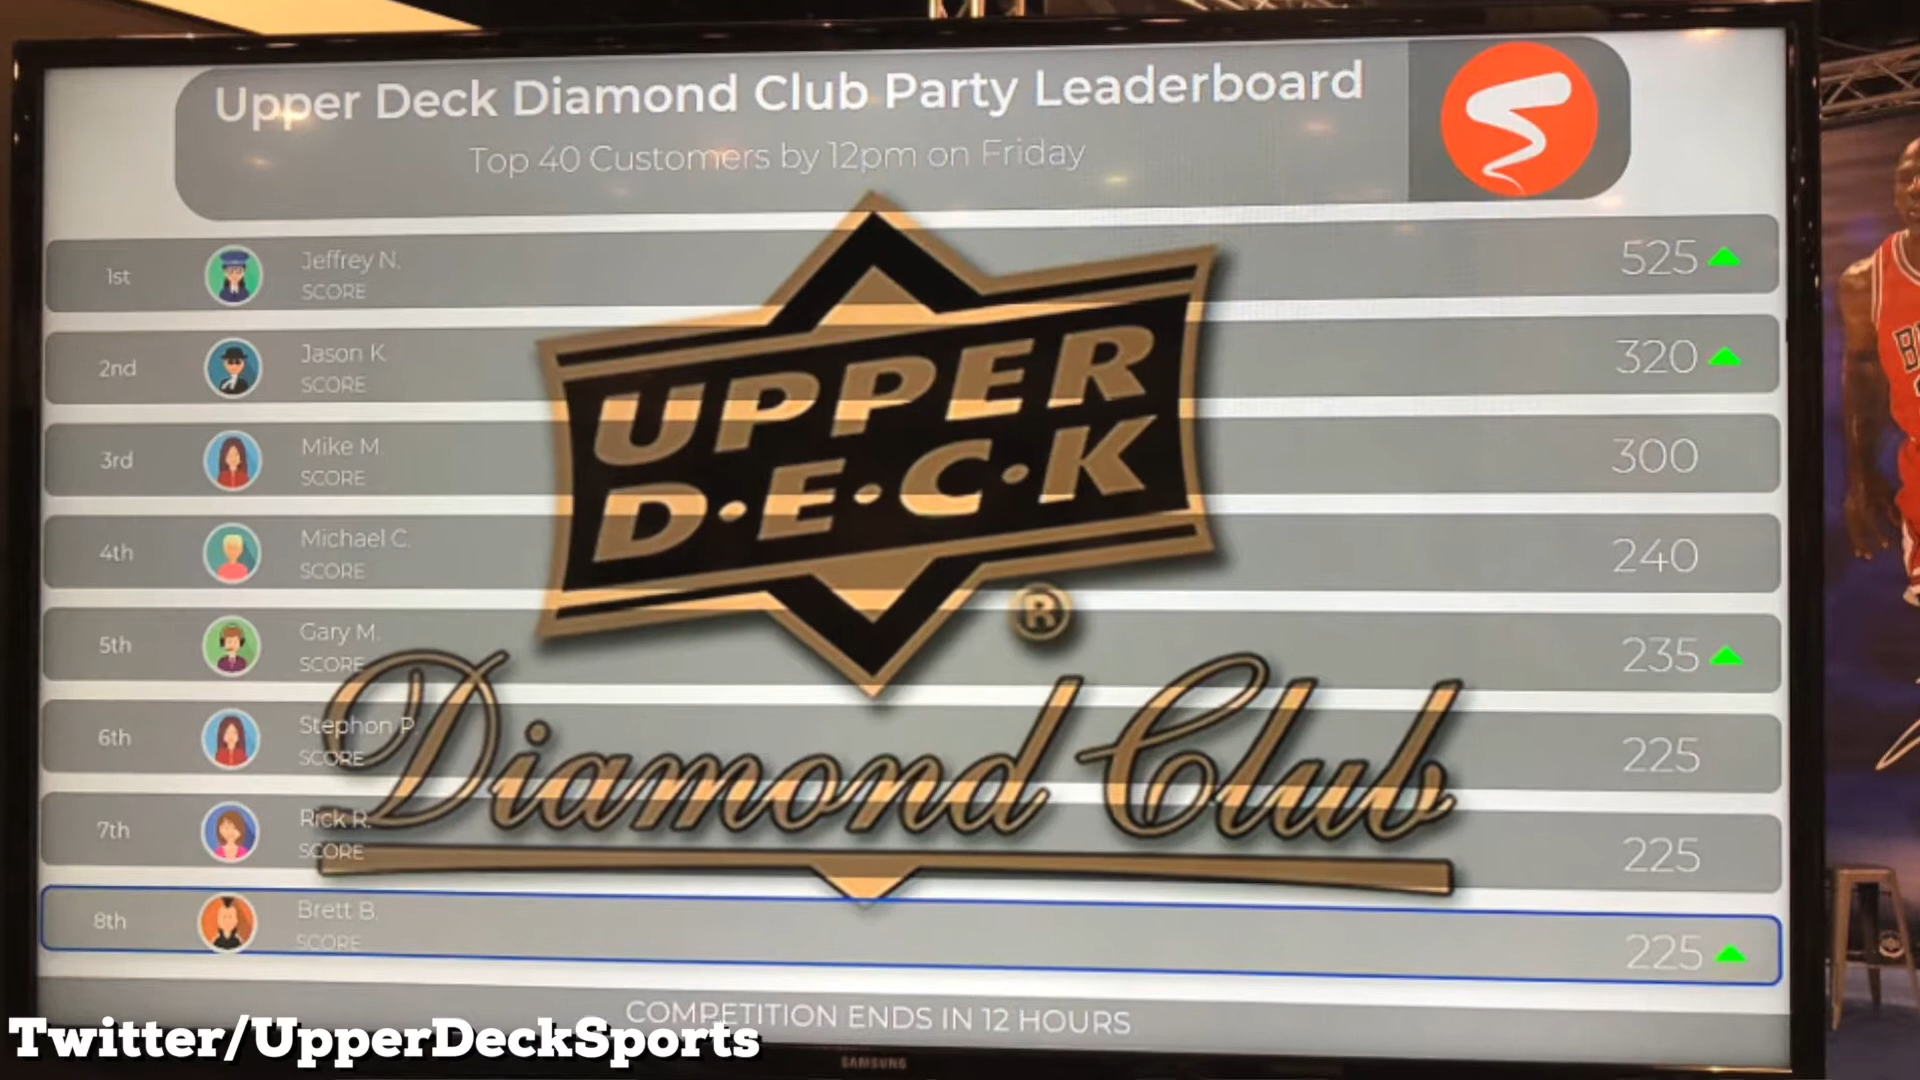 Upper Deck Diamond Club Party Leaderboard
Top 40 Customers by 12pm on Friday
1st Jeffrey N. SCORE 525
2nd Jason K. SCORE 320
3rd Mike M. SCORE 300
4th Michael C. SCORE 240
5th Gary M. SCORE 235
6th Stephon P. SCORE 225
7th Rick R. SCORE 225
8th Brett B. SCORE 225
UPPER
D·E·C·K
®
Diamond Club
COMPETITION ENDS IN 12 HOURS
Twitter/UpperDeckSports
SAMSUNG